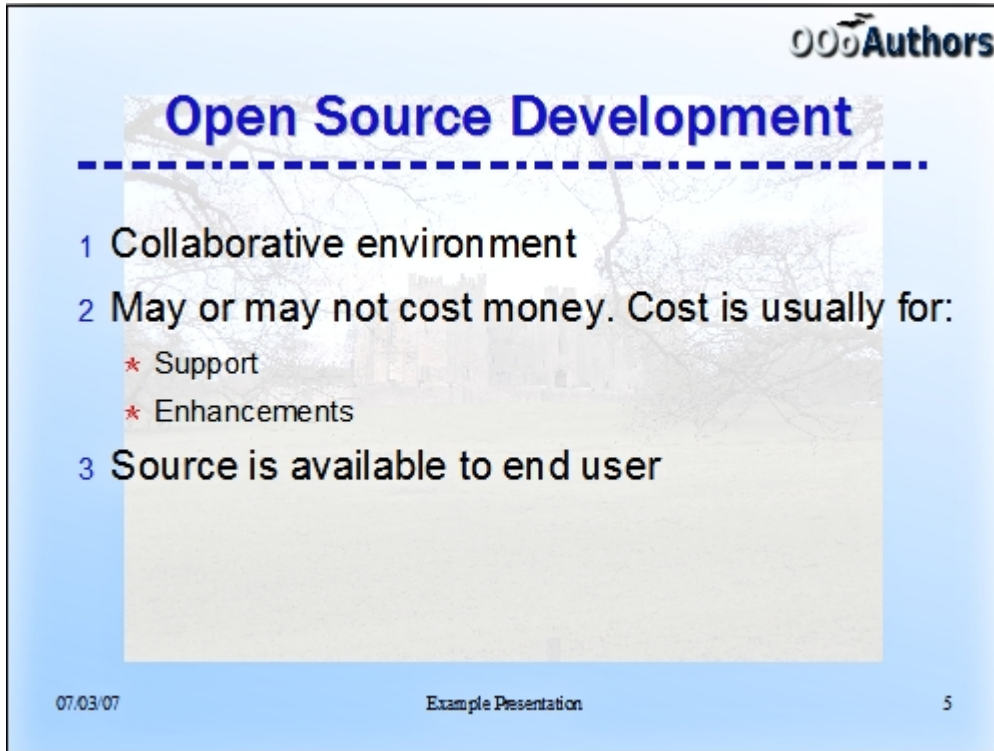 OOoAuthors
Open Source Development
1 Collaborative environment
2 May or may not cost money. Cost is usually for:
* Support
* Enhancements
3 Source is available to end user
07/03/07 Example Presentation 5